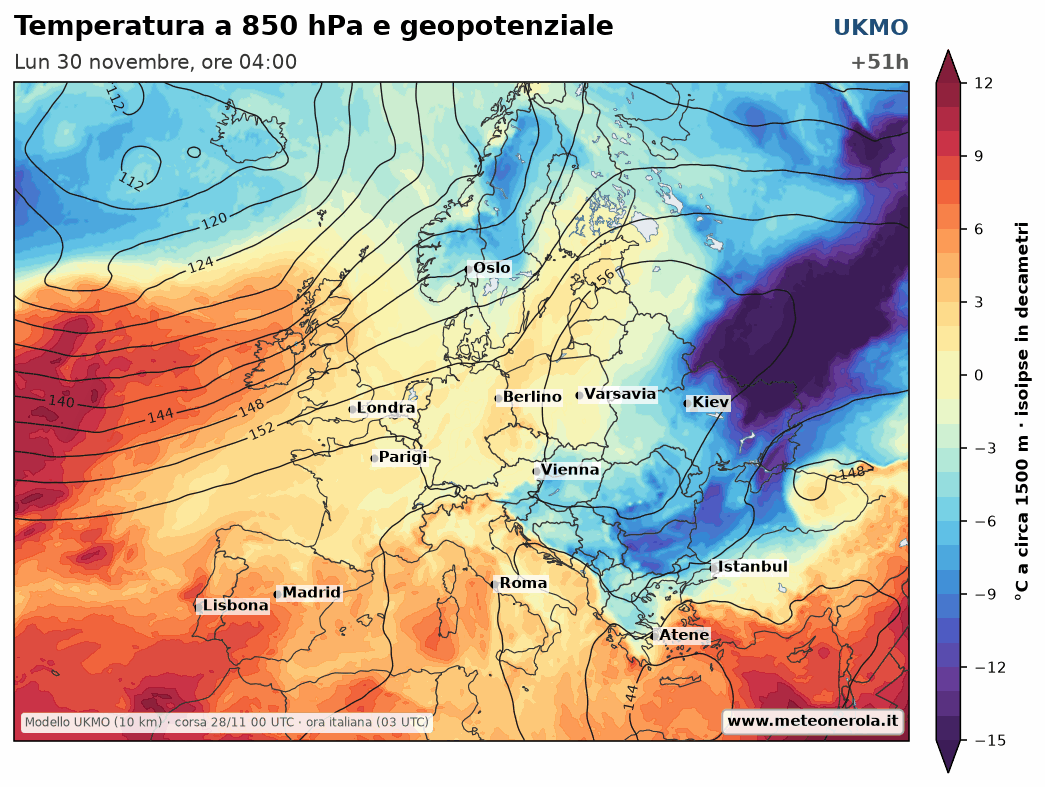 Temperatura a 850 hPa e geopotenziale
UKMO
Lun 30 novembre, ore 04:00
+51h
112
112
120
124
Oslo
156
140
144
148
152
Londra
Berlino
Varsavia
Kiev
Parigi
Vienna
148
Istanbul
Roma
Madrid
Lisbona
Atene
144
Modello UKMO (10 km) · corsa 28/11 00 UTC · ora italiana (03 UTC)
www.meteonerola.it
12
9
6
3
0
−3
−6
−9
−12
−15
°C a circa 1500 m · isoipse in decametri